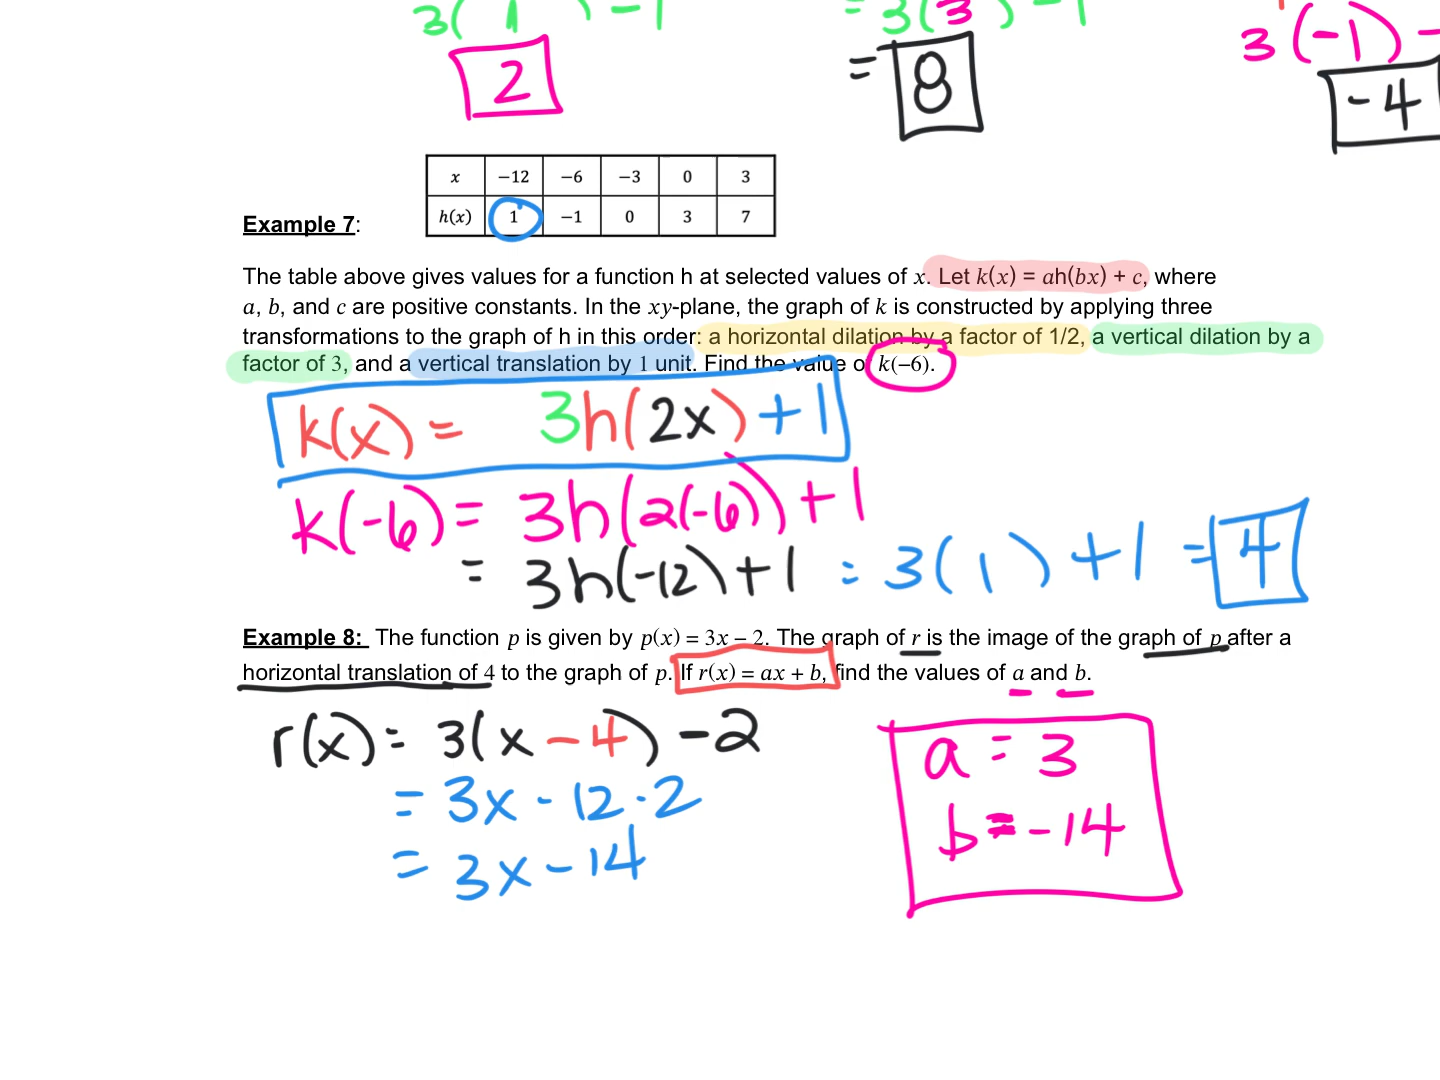 3( 1 ) − 1
= 3(3) − 1
3(−1) −
2
= 8
−4
x −12 −6 −3 0 3
h(x) 1 −1 0 3 7
Example 7:
The table above gives values for a function h at selected values of x. Let k(x) = ah(bx) + c, where
a, b, and c are positive constants. In the xy-plane, the graph of k is constructed by applying three
transformations to the graph of h in this order: a horizontal dilation by a factor of 1/2, a vertical dilation by a
factor of 3, and a vertical translation by 1 unit. Find the value of k(−6).
k(x) = 3h(2x) + 1
k(-6) = 3h(2(-6)) + 1
= 3h(-12) + 1 = 3(1) + 1 = 4
Example 8: The function p is given by p(x) = 3x − 2. The graph of r is the image of the graph of p after a
horizontal translation of 4 to the graph of p. If r(x) = ax + b, find the values of a and b.
r(x) = 3(x − 4) − 2
= 3x - 12 - 2
= 3x - 14
a = 3
b = -14